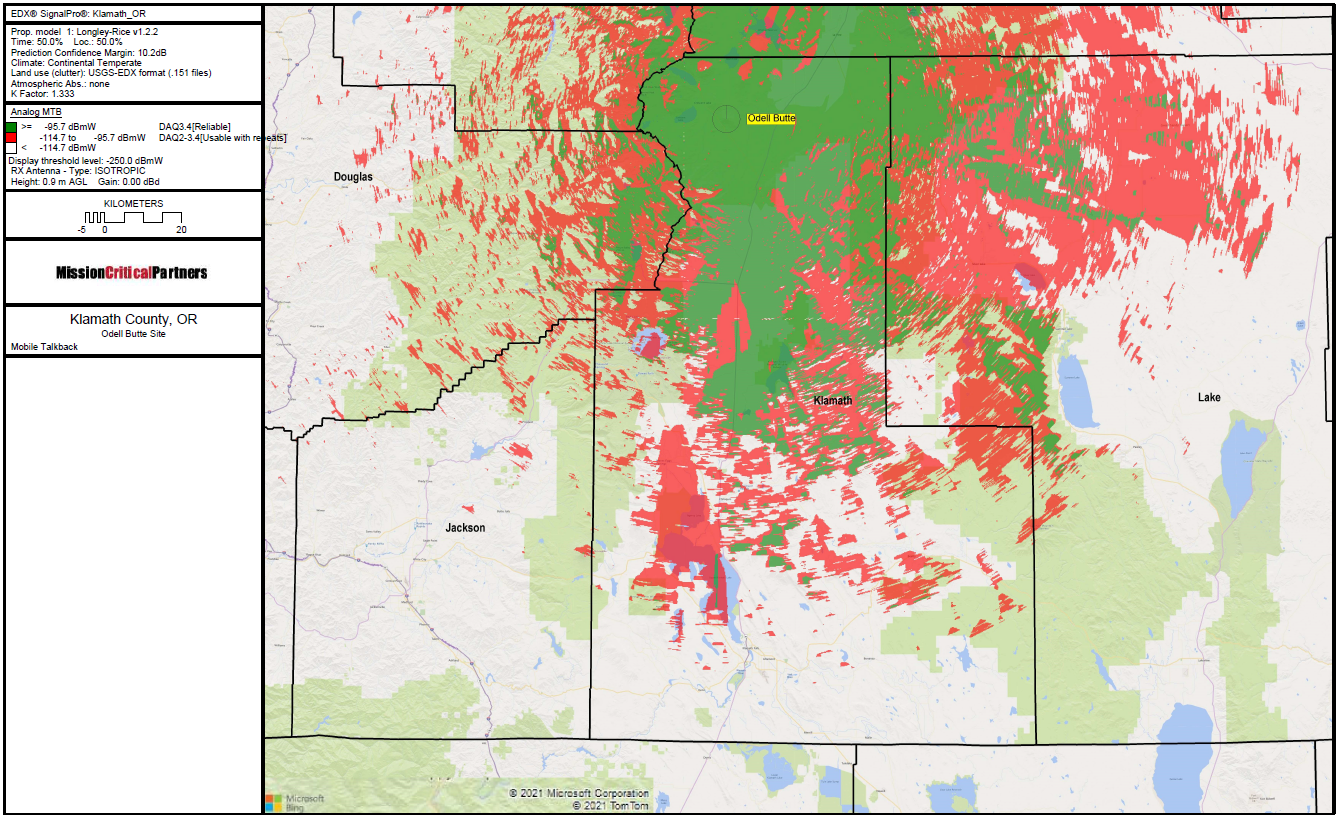 EDX® SignalPro®: Klamath_OR
Prop. model 1: Longley-Rice v1.2.2
Time: 50.0% Loc.: 50.0%
Prediction Confidence Margin: 10.2dB
Climate: Continental Temperate
Land use (clutter): USGS-EDX format (.151 files)
Atmospheric Abs.: none
K Factor: 1.333
Analog MTB
>= -95.7 dBmW DAQ3.4[Reliable]
-114.7 to -95.7 dBmW DAQ2-3.4[Usable with repeats]
< -114.7 dBmW
Display threshold level: -250.0 dBmW
RX Antenna - Type: ISOTROPIC
Height: 0.9 m AGL Gain: 0.00 dBd
KILOMETERS
-5 0 20
MissionCriticalPartners
Klamath County, OR
Odell Butte Site
Mobile Talkback
Odell Butte
Douglas
Klamath
Lake
Jackson
Microsoft
Bing
© 2021 Microsoft Corporation
© 2021 TomTom